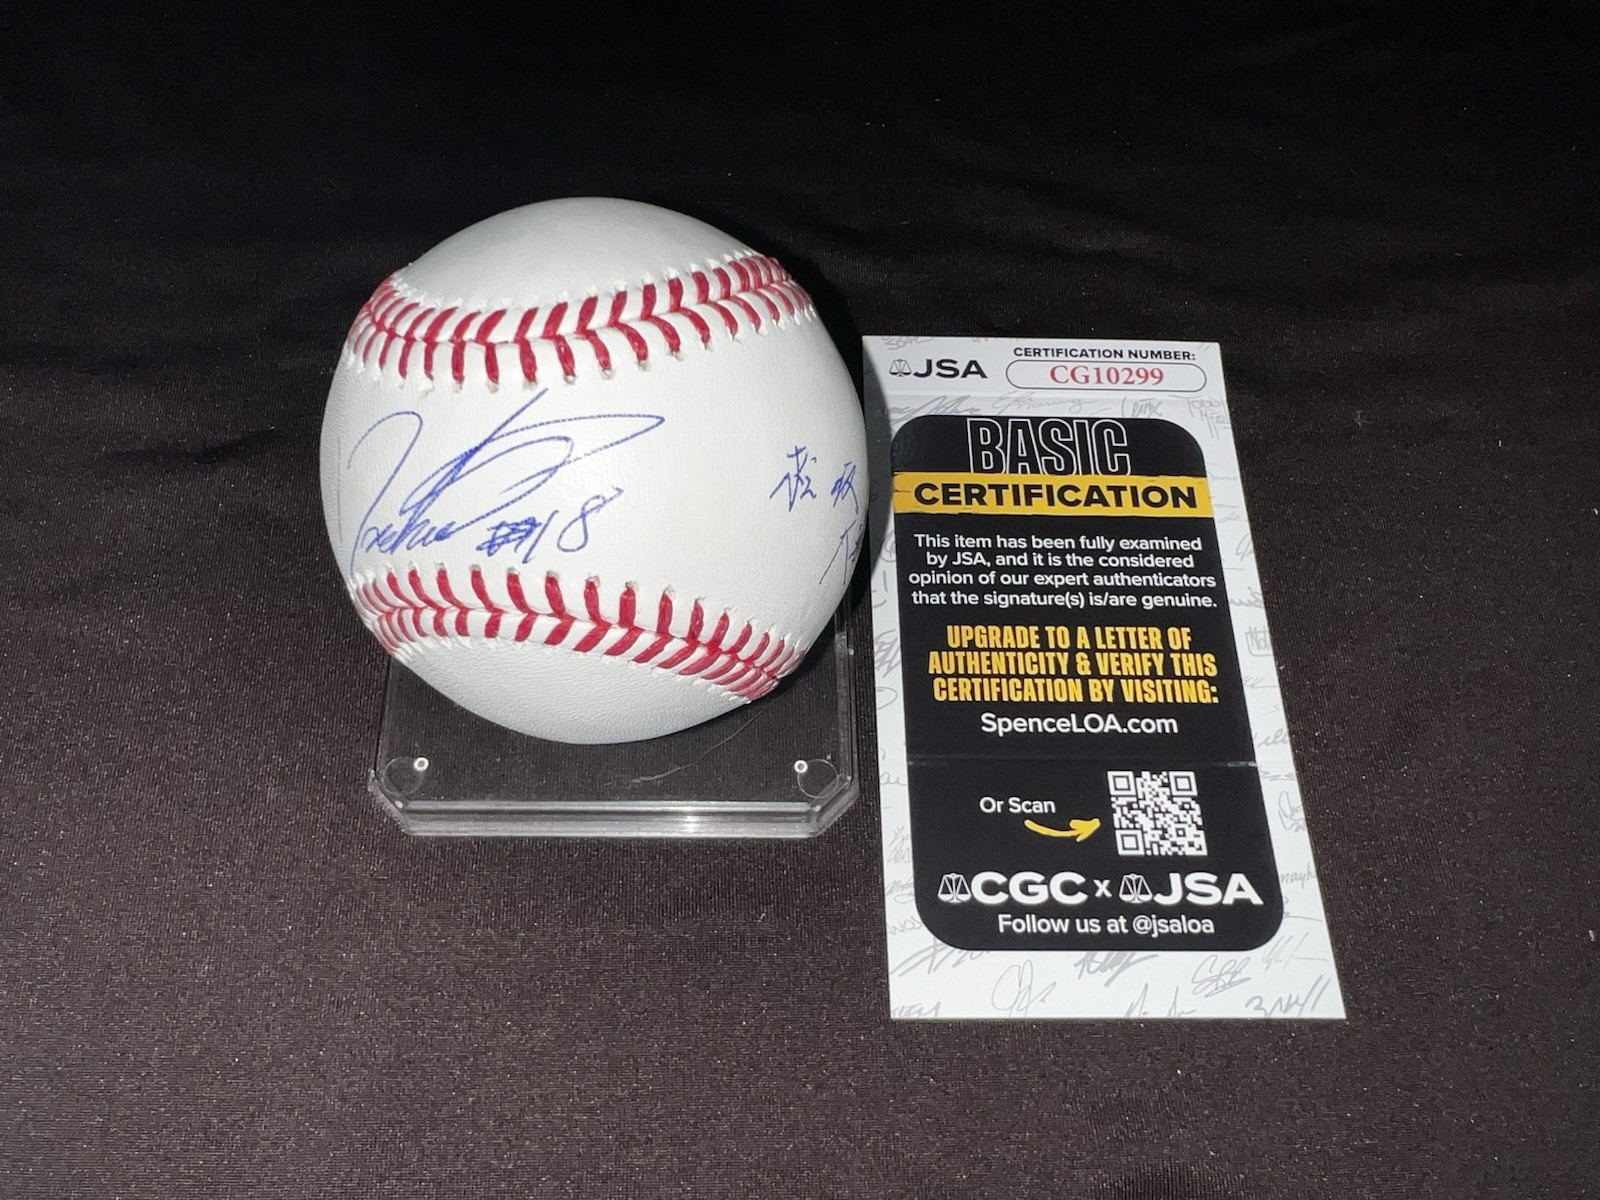 #18
JSA
CERTIFICATION NUMBER:
CG10299
BASIC
CERTIFICATION
This item has been fully examined
by JSA, and it is the considered
opinion of our expert authenticators
that the signature(s) is/are genuine.
UPGRADE TO A LETTER OF
AUTHENTICITY & VERIFY THIS
CERTIFICATION BY VISITING:
SpenceLOA.com
Or Scan
CGC x JSA
Follow us at @jsaloa